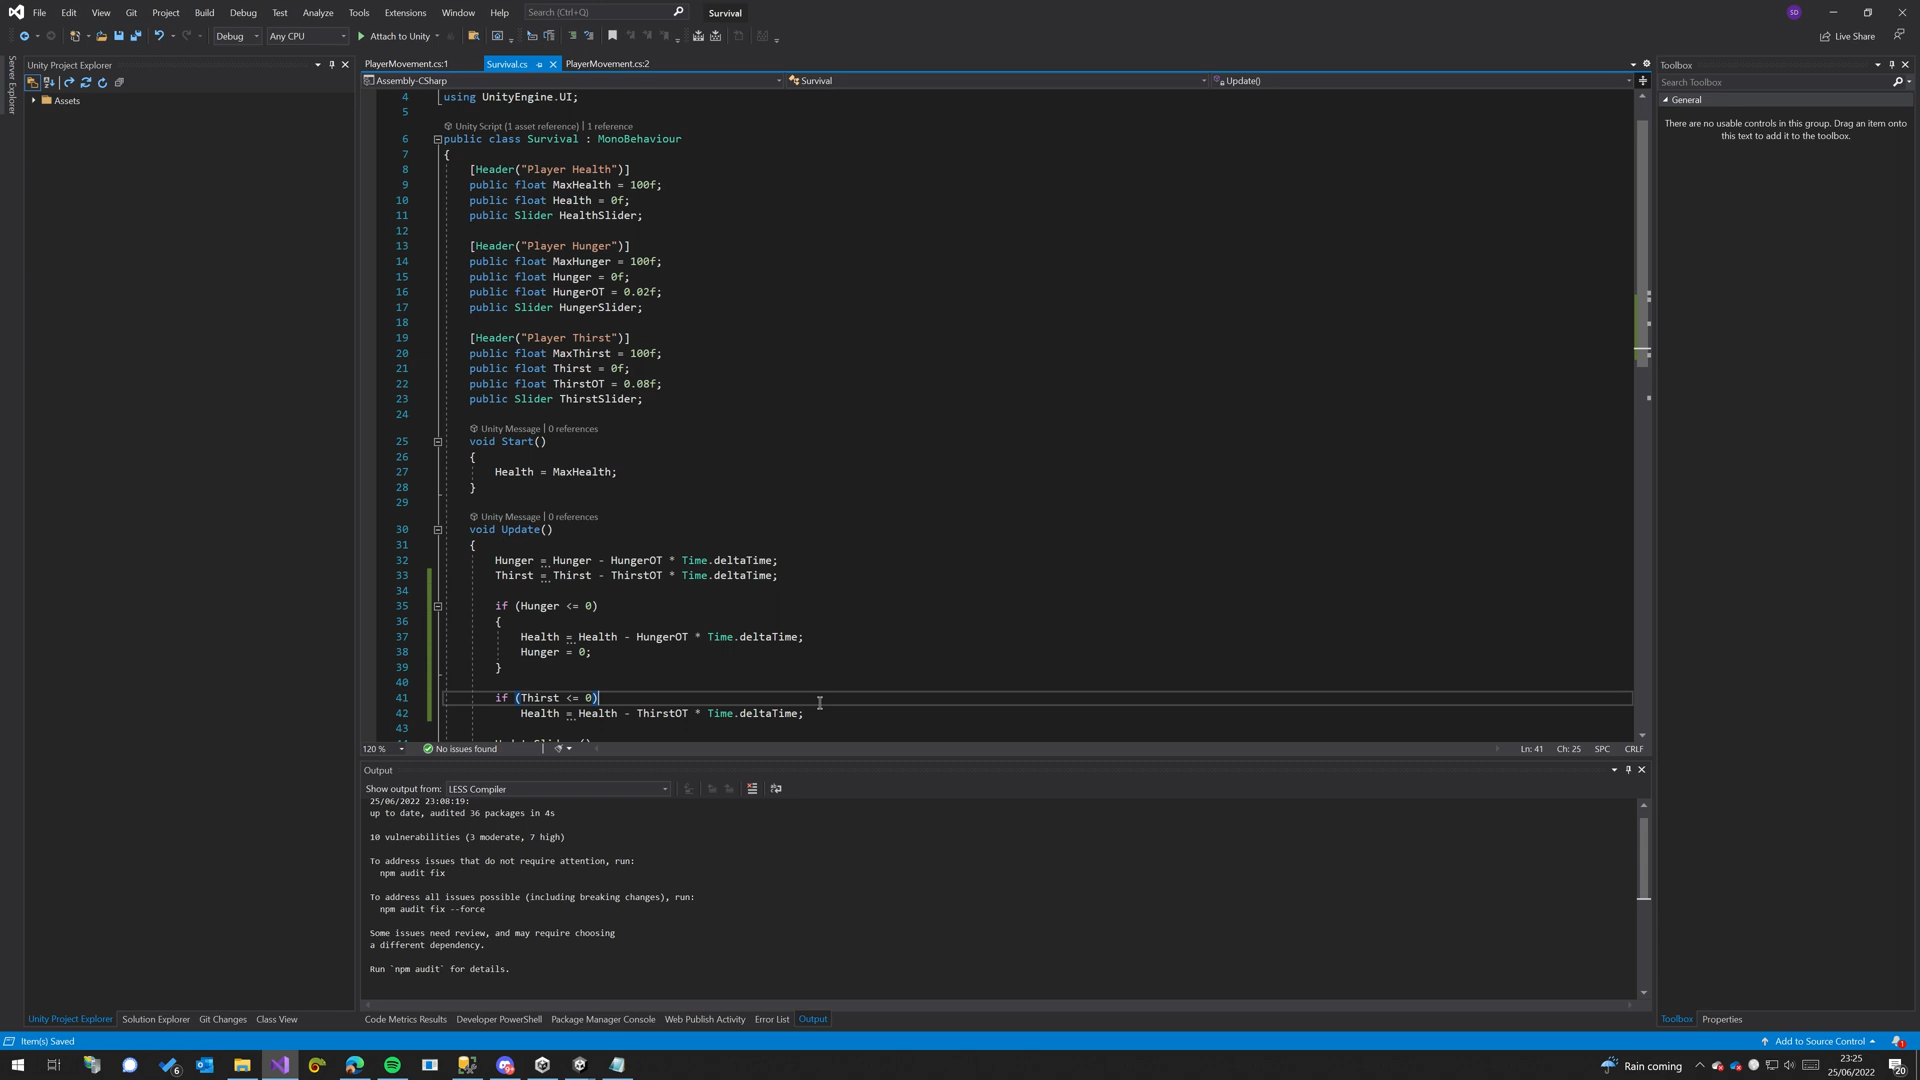 File Edit View Git Project Build Debug Test Analyze Tools Extensions Window Help Search (Ctrl+Q) Survival SD
Debug Any CPU Attach to Unity Live Share
Server Explorer
Unity Project Explorer
Assets
PlayerMovement.cs:1 Survival.cs PlayerMovement.cs:2
Assembly-CSharp Survival Update()
4 using UnityEngine.UI;
5
Unity Script (1 asset reference) | 1 reference
6 public class Survival : MonoBehaviour
7 {
8 [Header("Player Health")]
9 public float MaxHealth = 100f;
10 public float Health = 0f;
11 public Slider HealthSlider;
12
13 [Header("Player Hunger")]
14 public float MaxHunger = 100f;
15 public float Hunger = 0f;
16 public float HungerOT = 0.02f;
17 public Slider HungerSlider;
18
19 [Header("Player Thirst")]
20 public float MaxThirst = 100f;
21 public float Thirst = 0f;
22 public float ThirstOT = 0.08f;
23 public Slider ThirstSlider;
24
Unity Message | 0 references
25 void Start()
26 {
27 Health = MaxHealth;
28 }
29
Unity Message | 0 references
30 void Update()
31 {
32 Hunger = Hunger - HungerOT * Time.deltaTime;
33 Thirst = Thirst - ThirstOT * Time.deltaTime;
34
35 if (Hunger <= 0)
36 {
37 Health = Health - HungerOT * Time.deltaTime;
38 Hunger = 0;
39 }
40
41 if (Thirst <= 0)
42 Health = Health - ThirstOT * Time.deltaTime;
43
120 % No issues found Ln: 41 Ch: 25 SPC CRLF
Output
Show output from: LESS Compiler
25/06/2022 23:08:19:
up to date, audited 36 packages in 4s
10 vulnerabilities (3 moderate, 7 high)
To address issues that do not require attention, run:
npm audit fix
To address all issues possible (including breaking changes), run:
npm audit fix --force
Some issues need review, and may require choosing
a different dependency.
Run `npm audit` for details.
Toolbox
Search Toolbox
General
There are no usable controls in this group. Drag an item onto
this text to add it to the toolbox.
Unity Project Explorer Solution Explorer Git Changes Class View
Code Metrics Results Developer PowerShell Package Manager Console Web Publish Activity Error List Output
Toolbox Properties
Item(s) Saved Add to Source Control 1
6 Rain coming 23:25
25/06/2022 20